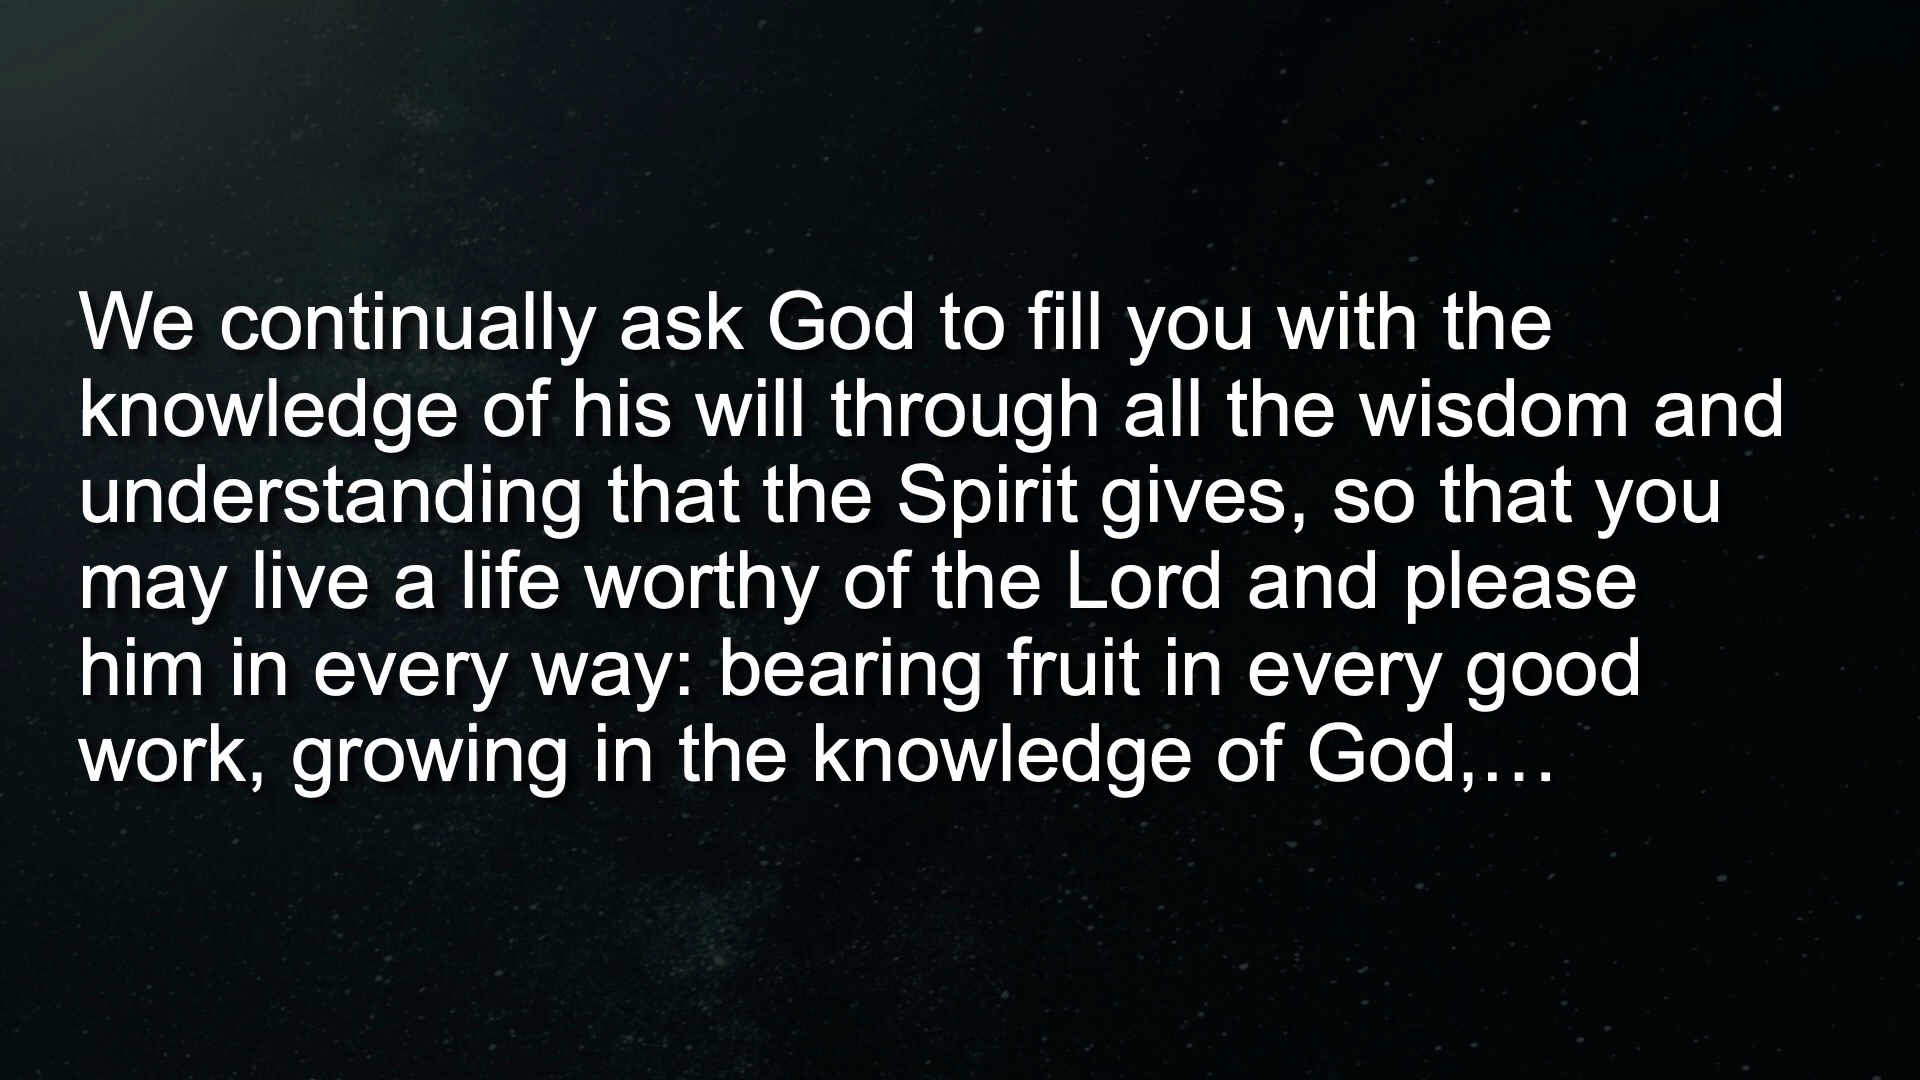 We continually ask God to fill you with the
knowledge of his will through all the wisdom and
understanding that the Spirit gives, so that you
may live a life worthy of the Lord and please
him in every way: bearing fruit in every good
work, growing in the knowledge of God,…